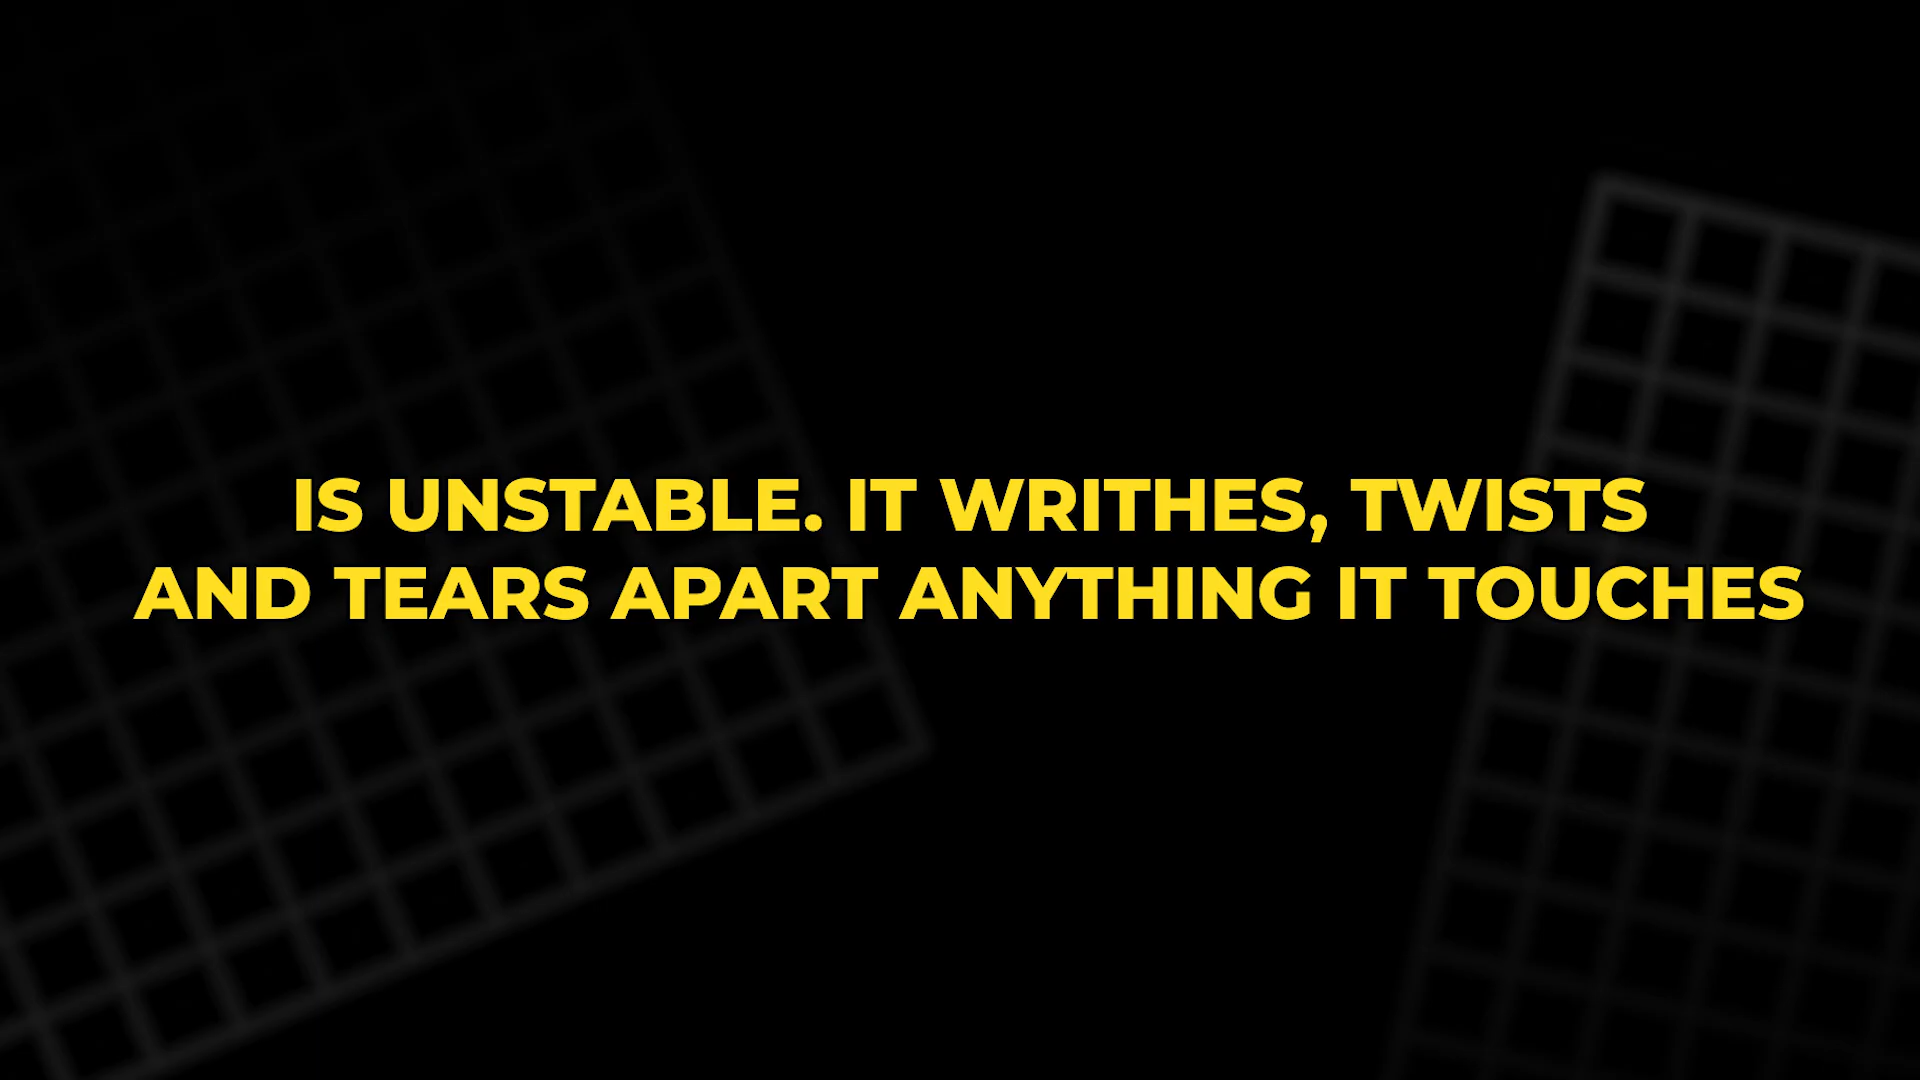 IS UNSTABLE. IT WRITHES, TWISTS
AND TEARS APART ANYTHING IT TOUCHES